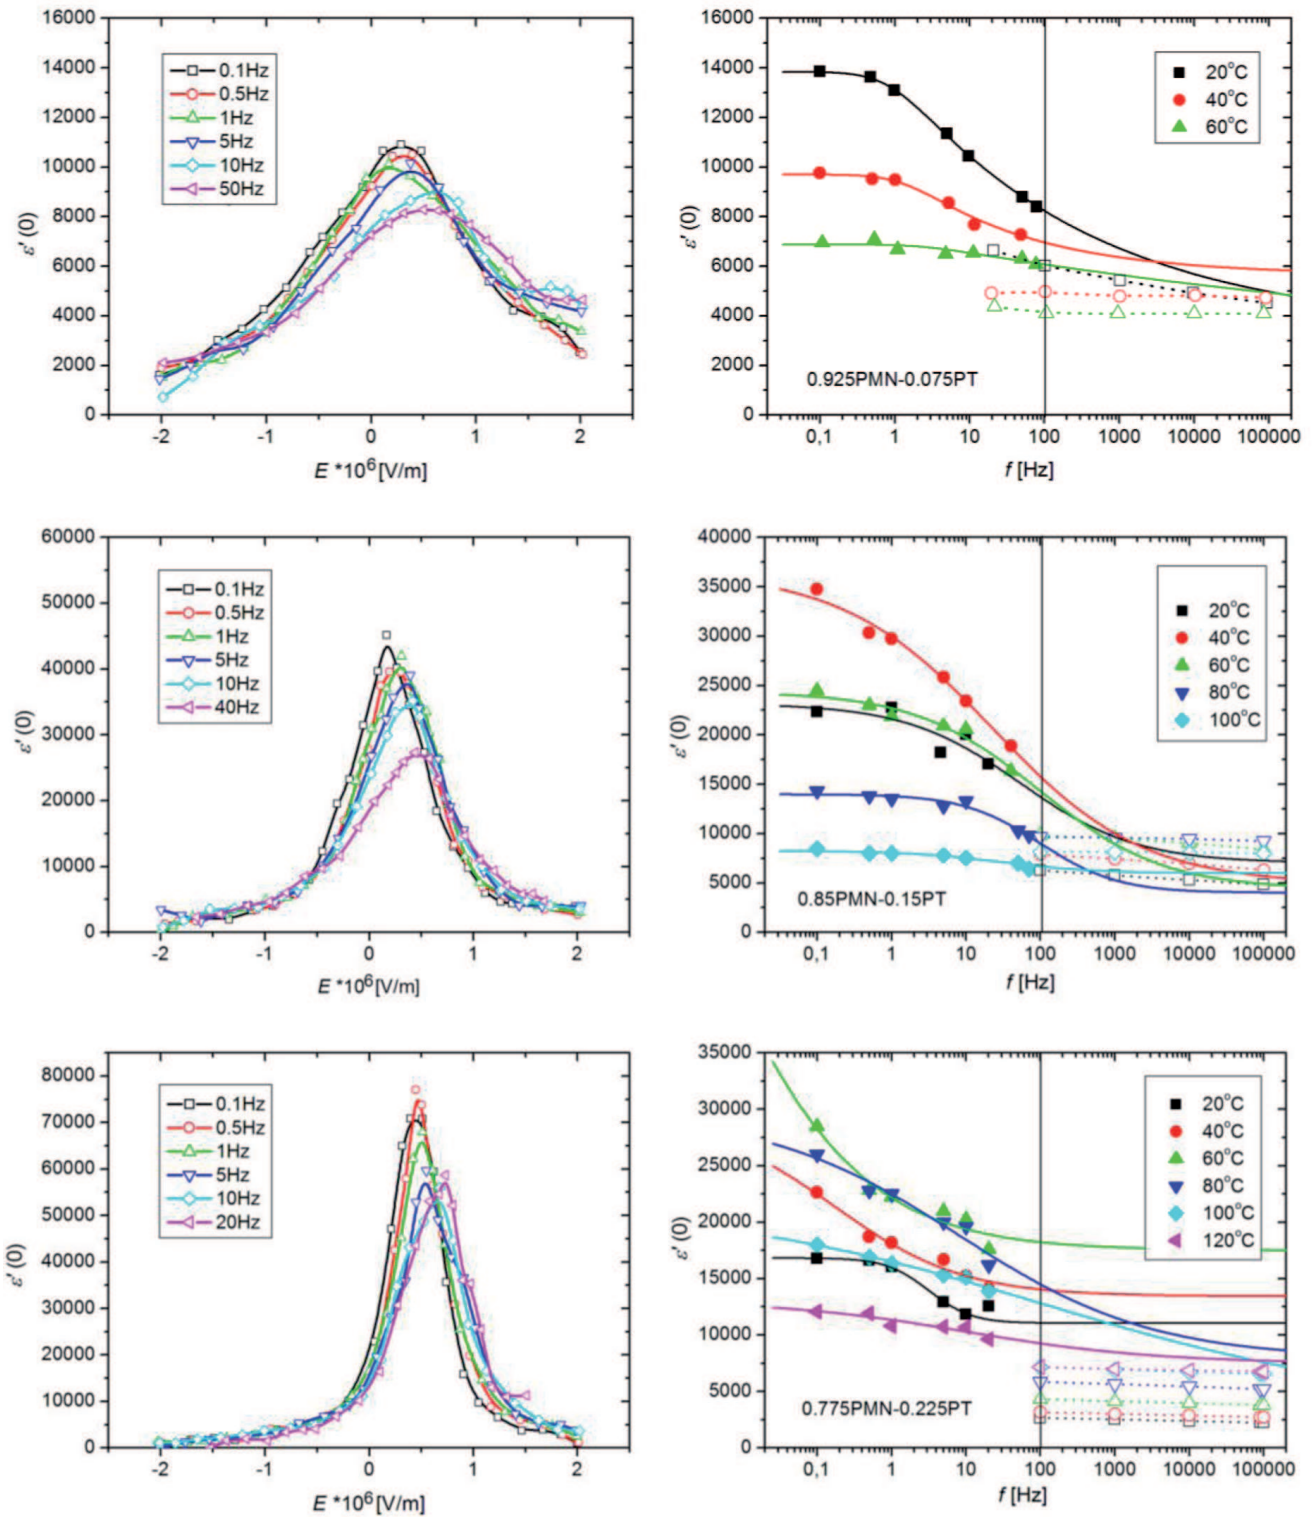 16000
14000
12000
10000
8000
6000
4000
2000
0
-2
-1
0
1
2
ε′(0)
E *10⁶[V/m]
0.1Hz
0.5Hz
1Hz
5Hz
10Hz
50Hz
16000
14000
12000
10000
8000
6000
4000
2000
0
0,1
1
10
100
1000
10000
100000
ε′(0)
f [Hz]
20°C
40°C
60°C
0.925PMN-0.075PT
60000
50000
40000
30000
20000
10000
0
-2
-1
0
1
2
ε′(0)
E *10⁶[V/m]
0.1Hz
0.5Hz
1Hz
5Hz
10Hz
40Hz
40000
35000
30000
25000
20000
15000
10000
5000
0
0,1
1
10
100
1000
10000
100000
ε′(0)
f [Hz]
20°C
40°C
60°C
80°C
100°C
0.85PMN-0.15PT
80000
70000
60000
50000
40000
30000
20000
10000
0
-2
-1
0
1
2
ε′(0)
E *10⁶[V/m]
0.1Hz
0.5Hz
1Hz
5Hz
10Hz
20Hz
35000
30000
25000
20000
15000
10000
5000
0
0,1
1
10
100
1000
10000
100000
ε′(0)
f [Hz]
20°C
40°C
60°C
80°C
100°C
120°C
0.775PMN-0.225PT